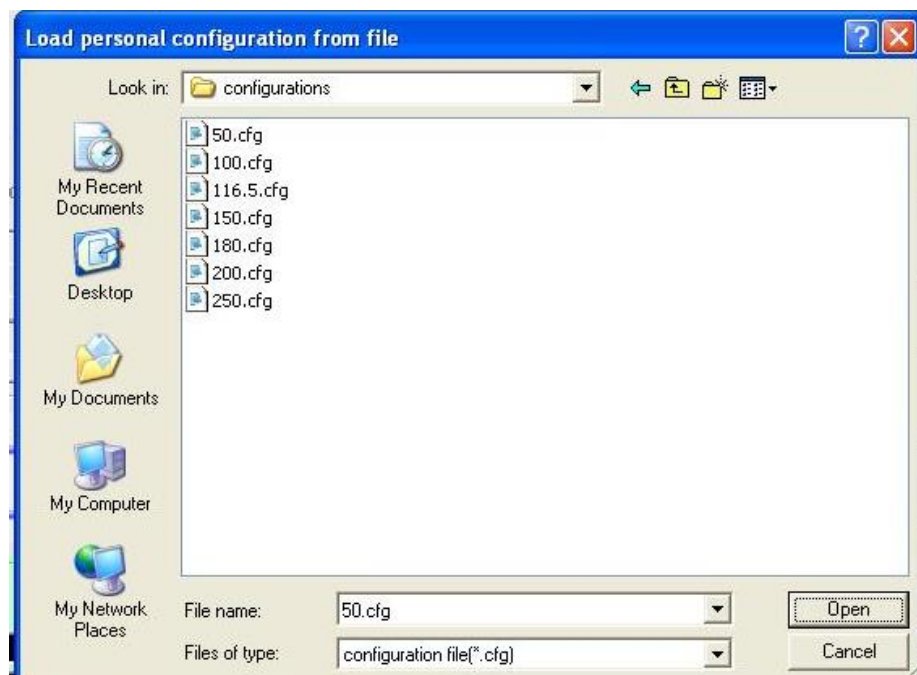 Load personal configuration from file
Look in: configurations
50.cfg
100.cfg
116.5.cfg
150.cfg
180.cfg
200.cfg
250.cfg
My Recent
Documents
Desktop
My Documents
My Computer
My Network
Places
File name: 50.cfg Open
Files of type: configuration file(*.cfg) Cancel